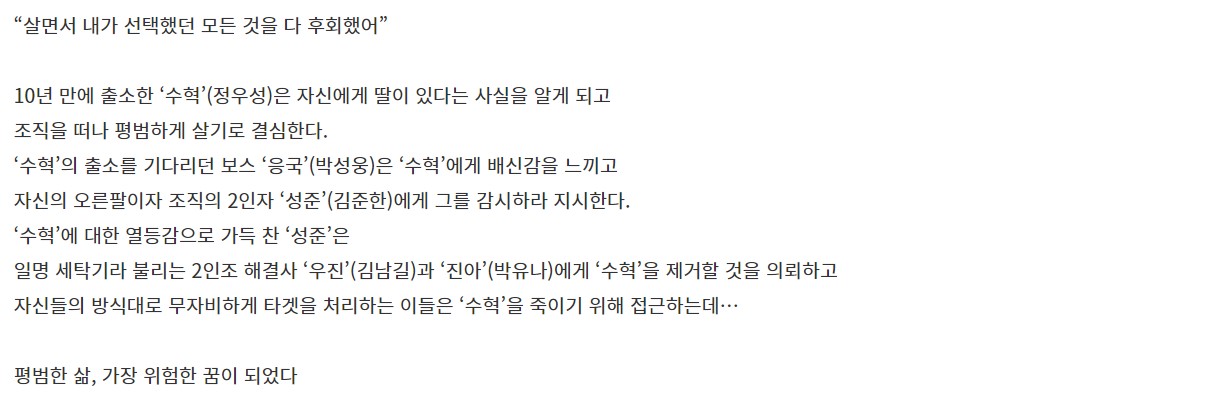 “살면서 내가 선택했던 모든 것을 다 후회했어”
10년 만에 출소한 ‘수혁’(정우성)은 자신에게 딸이 있다는 사실을 알게 되고
조직을 떠나 평범하게 살기로 결심한다.
‘수혁’의 출소를 기다리던 보스 ‘응국’(박성웅)은 ‘수혁’에게 배신감을 느끼고
자신의 오른팔이자 조직의 2인자 ‘성준’(김준한)에게 그를 감시하라 지시한다.
‘수혁’에 대한 열등감으로 가득 찬 ‘성준’은
일명 세탁기라 불리는 2인조 해결사 ‘우진’(김남길)과 ‘진아’(박유나)에게 ‘수혁’을 제거할 것을 의뢰하고
자신들의 방식대로 무자비하게 타겟을 처리하는 이들은 ‘수혁’을 죽이기 위해 접근하는데…
평범한 삶, 가장 위험한 꿈이 되었다